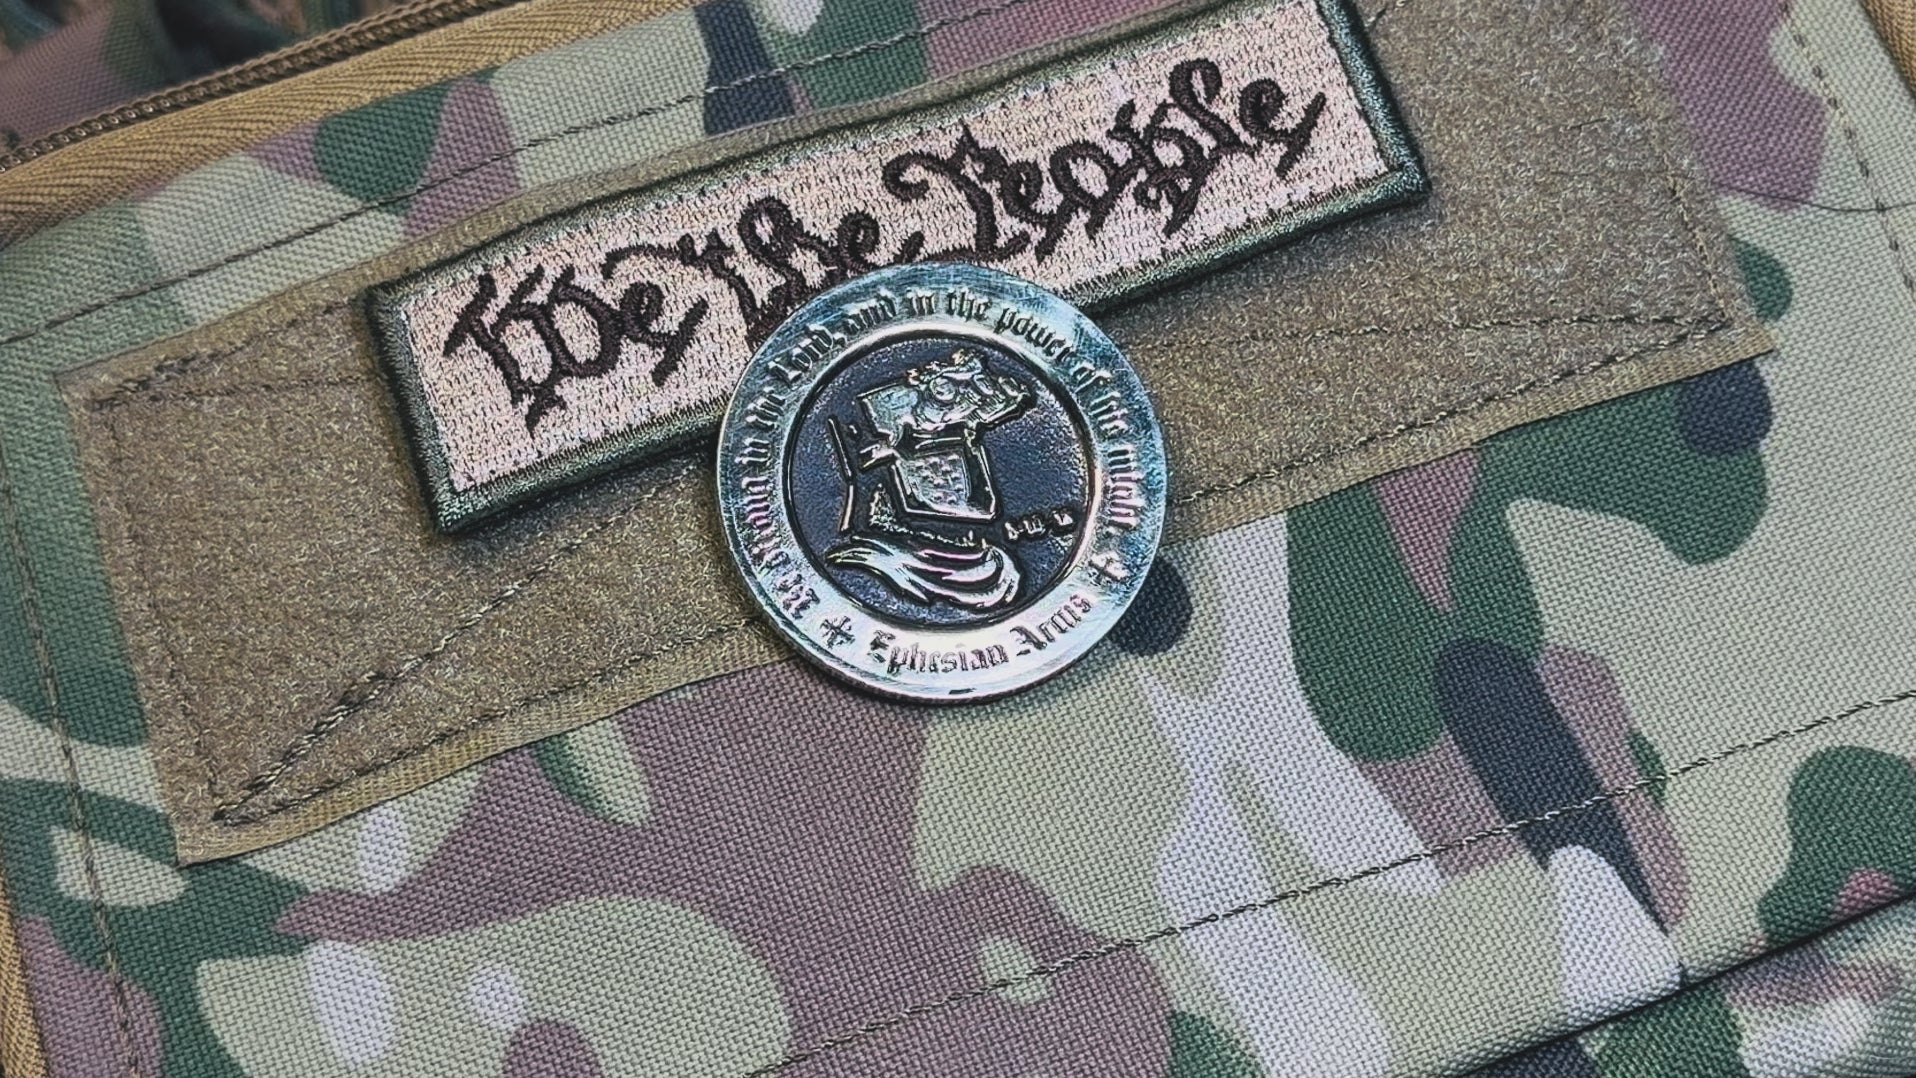 We the People
Be strong in the Lord, and in the power of his might.
Ephesian Arms